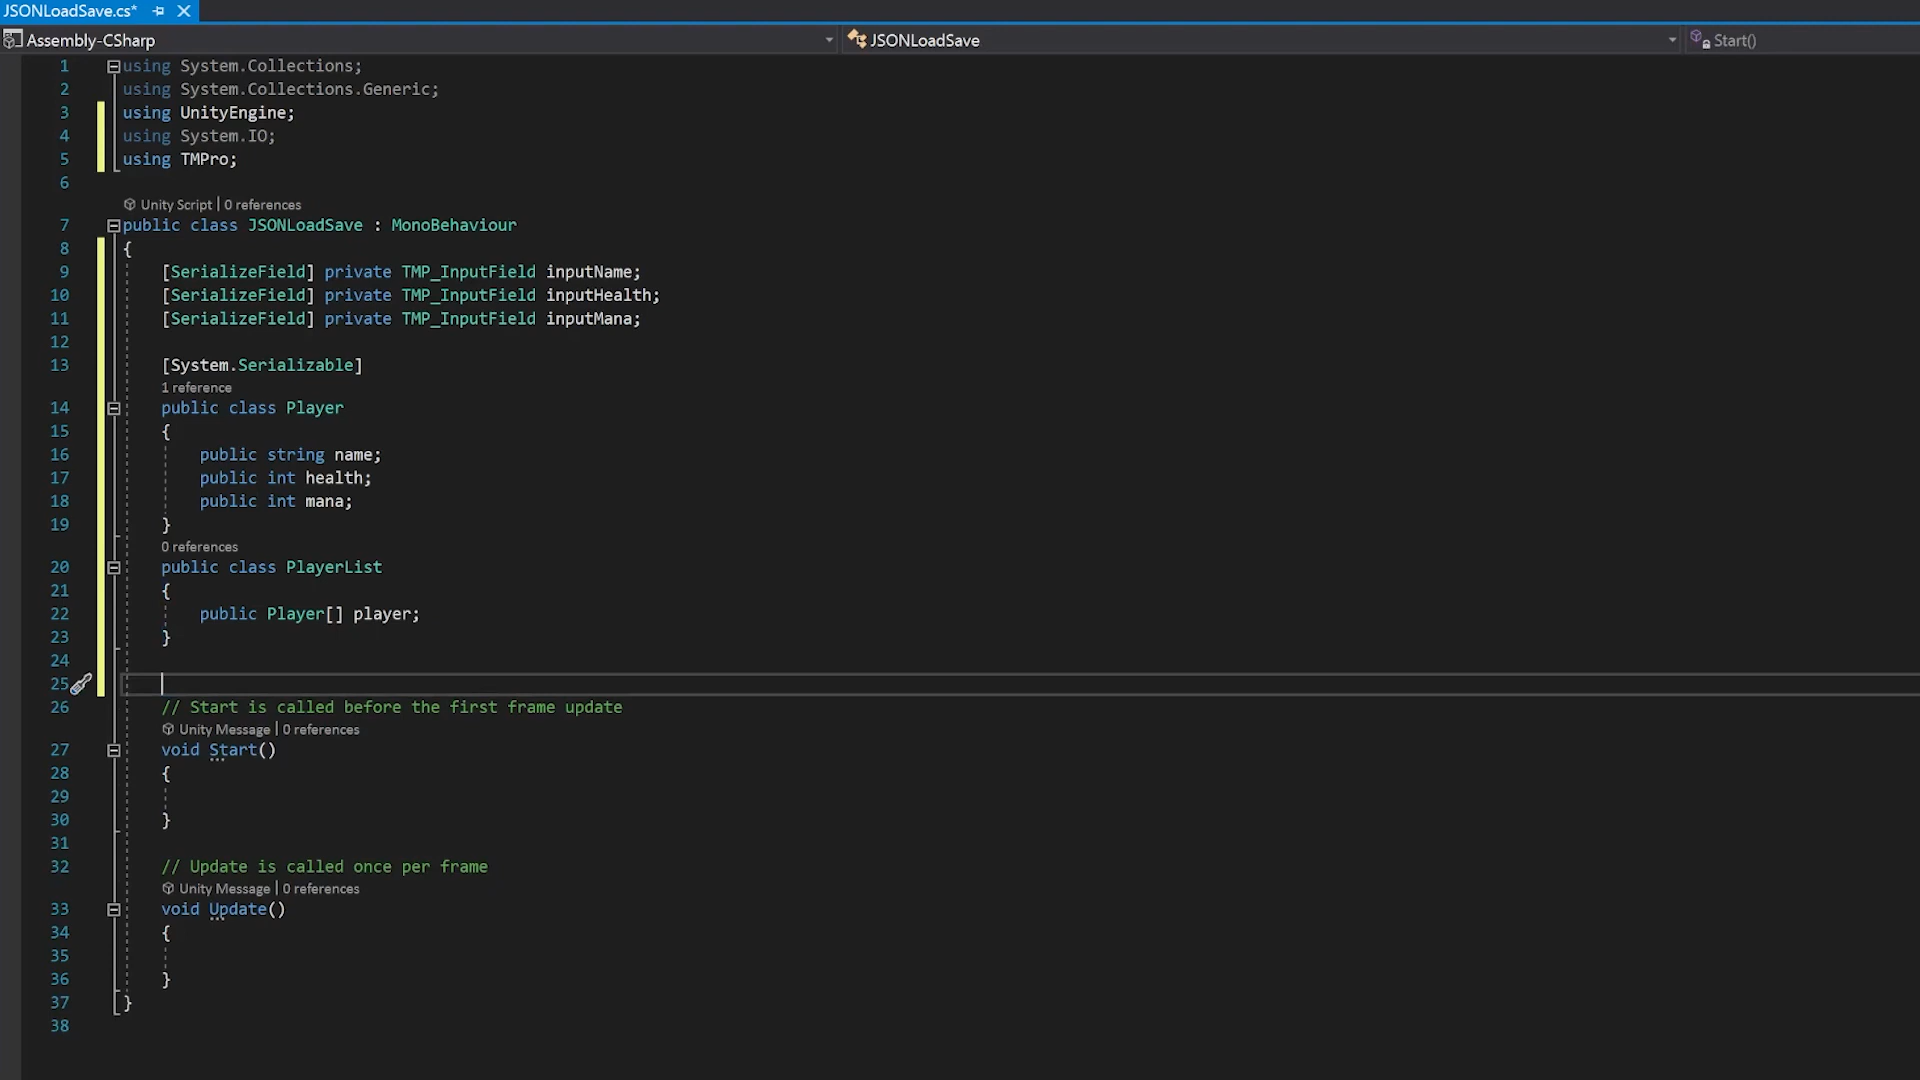 JSONLoadSave.cs*
Assembly-CSharp JSONLoadSave Start()
1 using System.Collections;
2 using System.Collections.Generic;
3 using UnityEngine;
4 using System.IO;
5 using TMPro;
6
Unity Script | 0 references
7 public class JSONLoadSave : MonoBehaviour
8 {
9 [SerializeField] private TMP_InputField inputName;
10 [SerializeField] private TMP_InputField inputHealth;
11 [SerializeField] private TMP_InputField inputMana;
12
13 [System.Serializable]
1 reference
14 public class Player
15 {
16 public string name;
17 public int health;
18 public int mana;
19 }
0 references
20 public class PlayerList
21 {
22 public Player[] player;
23 }
24
25
26 // Start is called before the first frame update
Unity Message | 0 references
27 void Start()
28 {
29
30 }
31
32 // Update is called once per frame
Unity Message | 0 references
33 void Update()
34 {
35
36 }
37 }
38